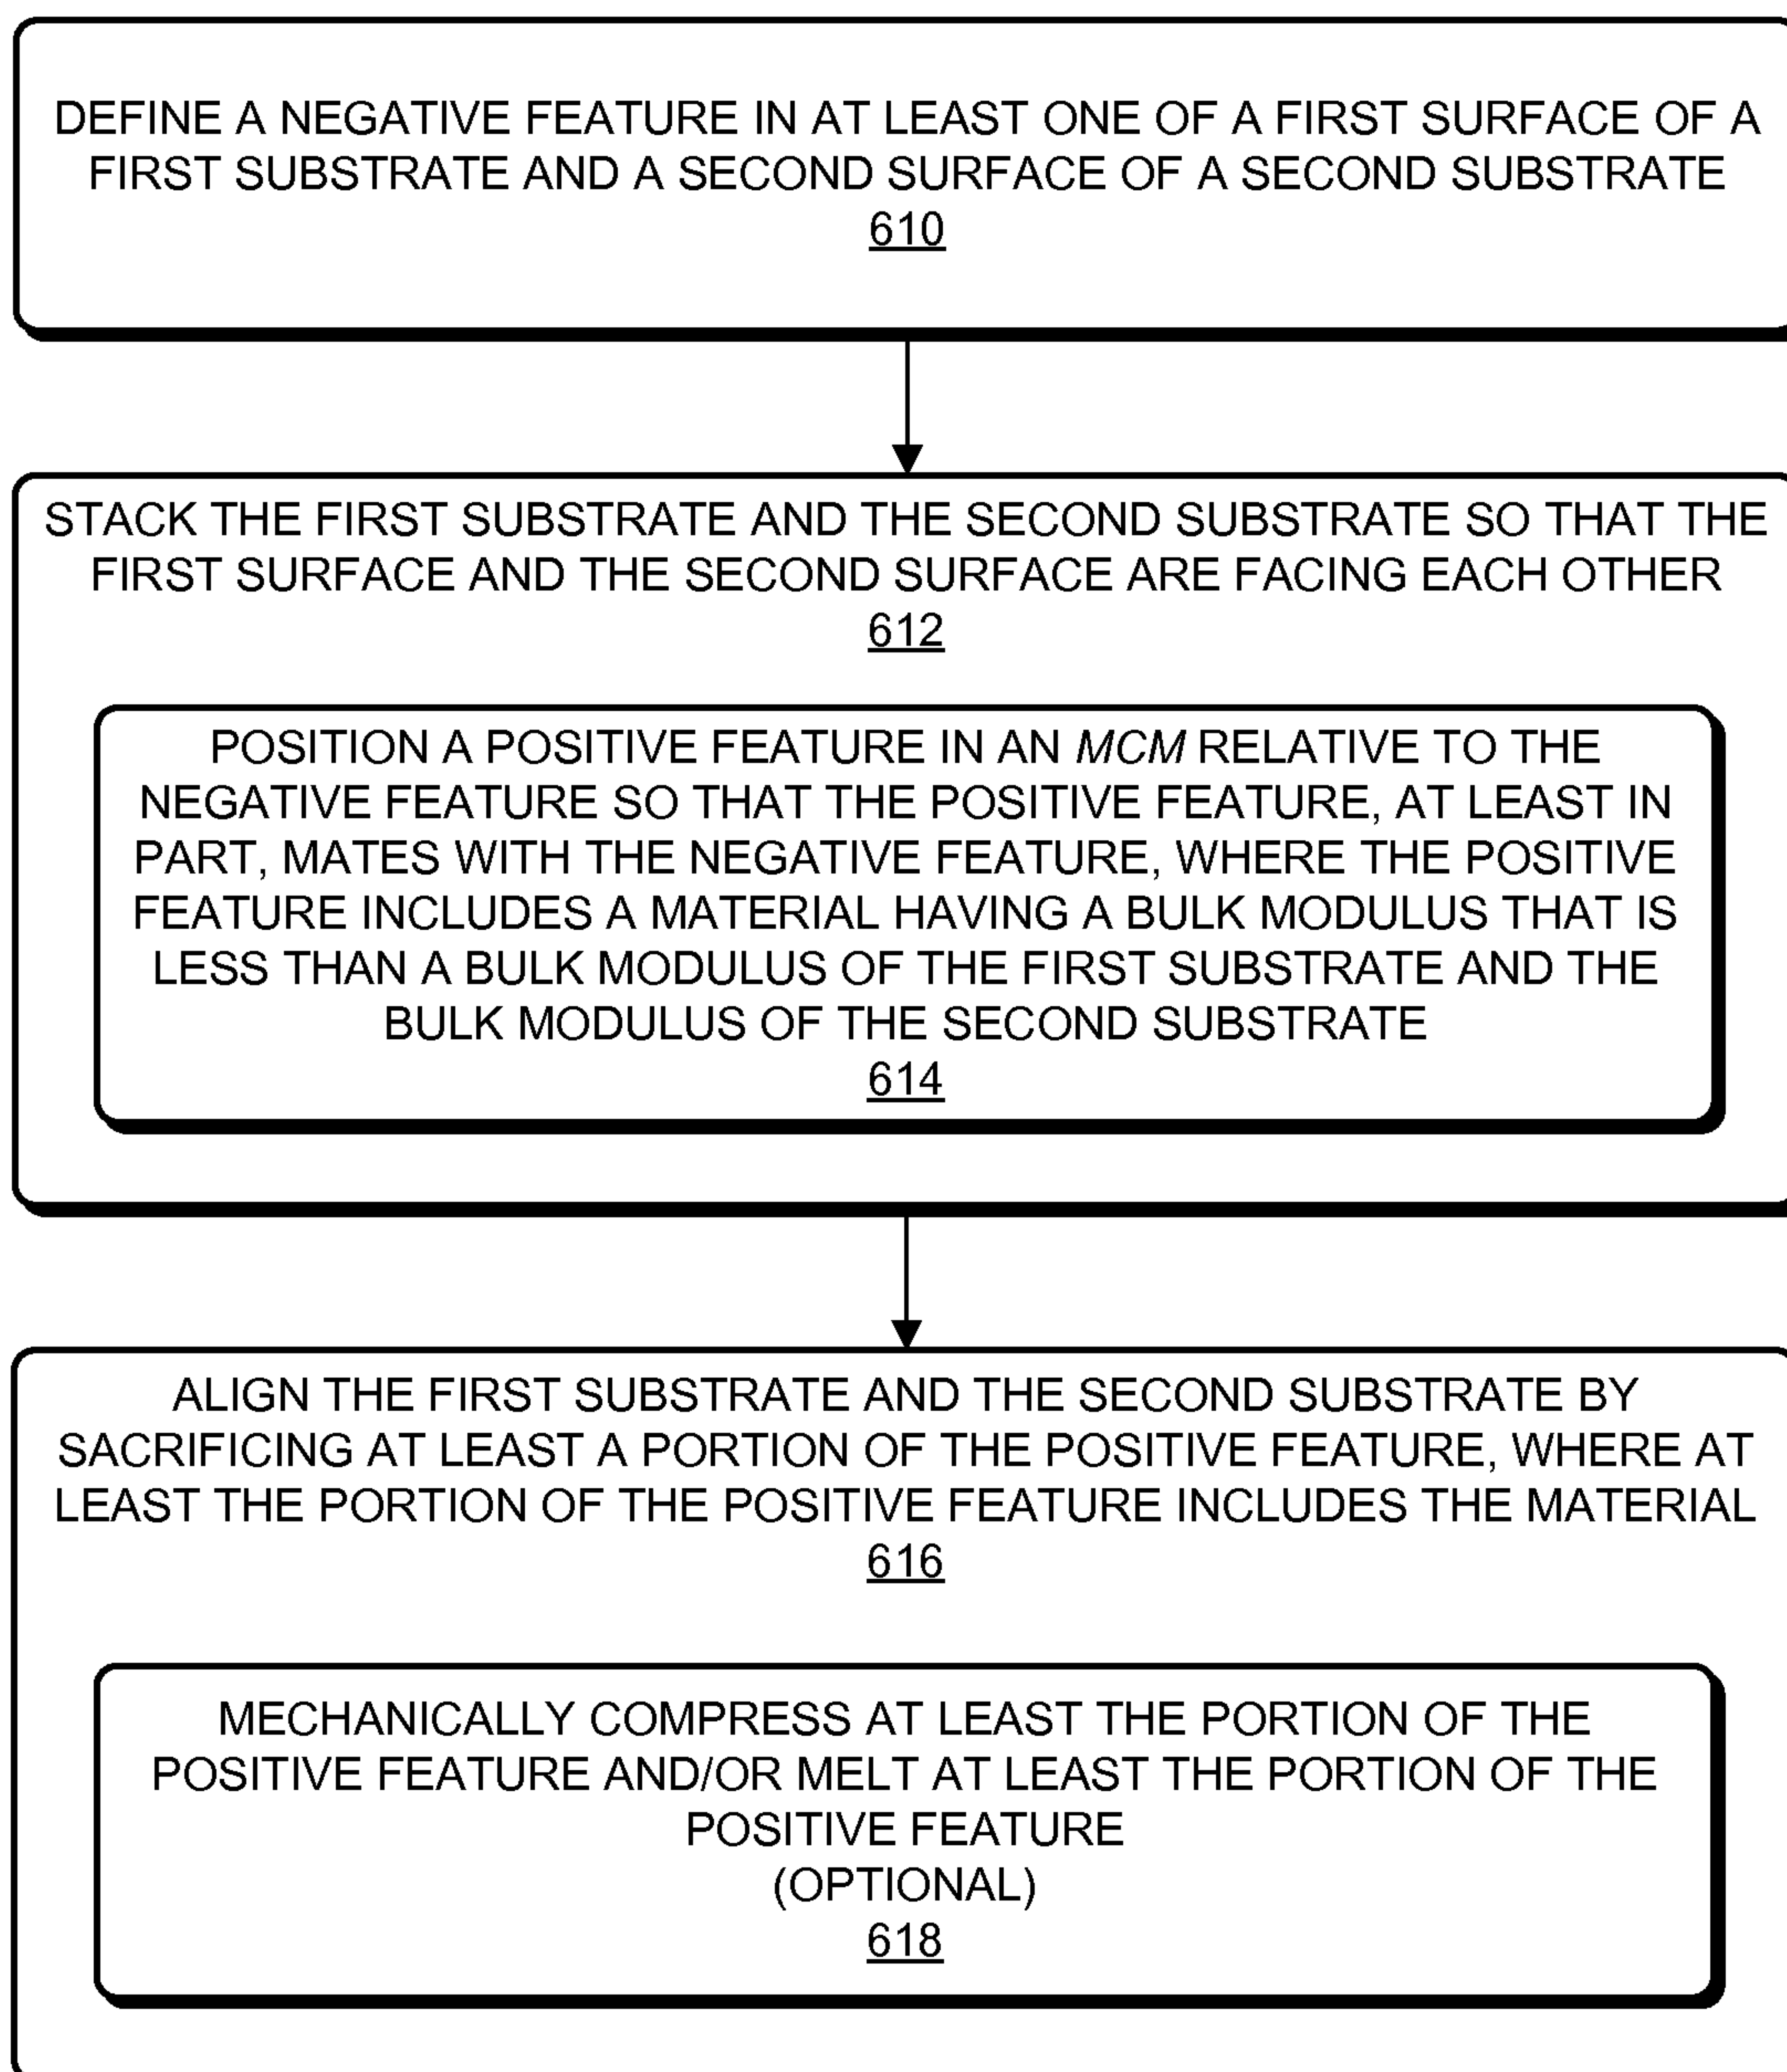 DEFINE A NEGATIVE FEATURE IN AT LEAST ONE OF A FIRST SURFACE OF A
FIRST SUBSTRATE AND A SECOND SURFACE OF A SECOND SUBSTRATE
610
STACK THE FIRST SUBSTRATE AND THE SECOND SUBSTRATE SO THAT THE
FIRST SURFACE AND THE SECOND SURFACE ARE FACING EACH OTHER
612
POSITION A POSITIVE FEATURE IN AN MCM RELATIVE TO THE
NEGATIVE FEATURE SO THAT THE POSITIVE FEATURE, AT LEAST IN
PART, MATES WITH THE NEGATIVE FEATURE, WHERE THE POSITIVE
FEATURE INCLUDES A MATERIAL HAVING A BULK MODULUS THAT IS
LESS THAN A BULK MODULUS OF THE FIRST SUBSTRATE AND THE
BULK MODULUS OF THE SECOND SUBSTRATE
614
ALIGN THE FIRST SUBSTRATE AND THE SECOND SUBSTRATE BY
SACRIFICING AT LEAST A PORTION OF THE POSITIVE FEATURE, WHERE AT
LEAST THE PORTION OF THE POSITIVE FEATURE INCLUDES THE MATERIAL
616
MECHANICALLY COMPRESS AT LEAST THE PORTION OF THE
POSITIVE FEATURE AND/OR MELT AT LEAST THE PORTION OF THE
POSITIVE FEATURE
(OPTIONAL)
618